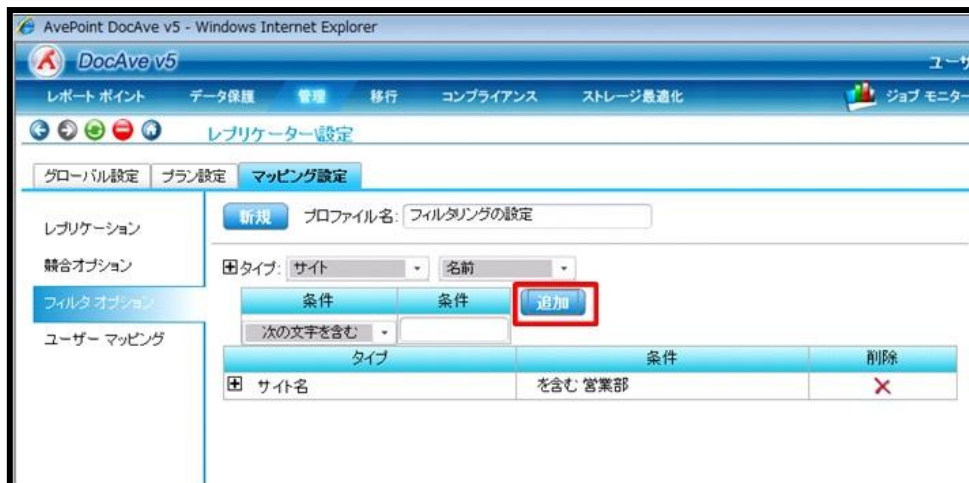 AvePoint DocAve v5 - Windows Internet Explorer
DocAve v5
レポート ポイント データ保護 管理 移行 コンプライアンス ストレージ最適化 ジョブ モニター
レプリケーター\設定
グローバル設定 プラン設定 マッピング設定
レプリケーション
競合オプション
フィルタ オプション
ユーザー マッピング
新規 プロファイル名: フィルタリングの設定
タイプ: サイト 名前
条件 条件 追加
次の文字を含む
タイプ 条件 削除
サイト名 を含む 営業部